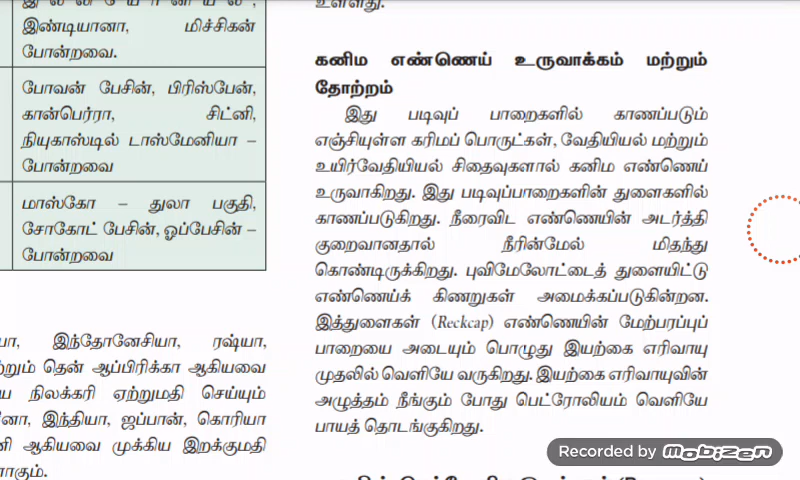 இண்டியானா, மிச்சிகன்
போன்றவை.
போவன் பேசின், பிரிஸ்பேன்,
கான்பெர்ரா, சிட்னி,
நியுகாஸ்டில் டாஸ்மேனியா –
போன்றவை
மாஸ்கோ – துலா பகுதி,
சோகோட் பேசின், ஓப்பேசின் –
போன்றவை
இந்தோனேசியா, ரஷ்யா,
தென் ஆப்பிரிக்கா ஆகியவை
நிலக்கரி ஏற்றுமதி செய்யும்
இந்தியா, ஜப்பான், கொரியா
ஆகியவை முக்கிய இறக்குமதி
உள்ளது.
கனிம எண்ணெய் உருவாக்கம் மற்றும்
தோற்றம்
இது படிவுப் பாறைகளில் காணப்படும்
எஞ்சியுள்ள கரிமப் பொருட்கள், வேதியியல் மற்றும்
உயிர்வேதியியல் சிதைவுகளால் கனிம எண்ணெய்
உருவாகிறது. இது படிவுப்பாறைகளின் துளைகளில்
காணப்படுகிறது. நீரைவிட எண்ணெயின் அடர்த்தி
குறைவானதால் நீரின்மேல் மிதந்து
கொண்டிருக்கிறது. புவிமேலோட்டைத் துளையிட்டு
எண்ணெய்க் கிணறுகள் அமைக்கப்படுகின்றன.
இத்துளைகள் (Reckcap) எண்ணெயின் மேற்பரப்புப்
பாறையை அடையும் பொழுது இயற்கை எரிவாயு
முதலில் வெளியே வருகிறது. இயற்கை எரிவாயுவின்
அழுத்தம் நீங்கும் போது பெட்ரோலியம் வெளியே
பாயத் தொடங்குகிறது.
Recorded by MOBIZEN